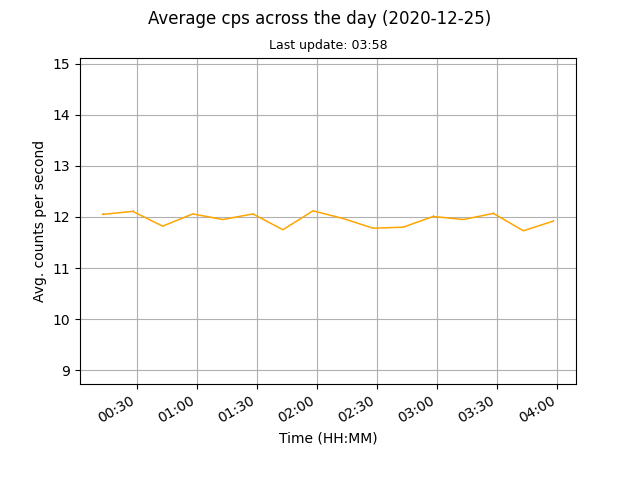 Average cps across the day (2020-12-25)
Last update: 03:58
15
14
13
12
11
10
9
Avg. counts per second
00:30 01:00 01:30 02:00 02:30 03:00 03:30 04:00
Time (HH:MM)